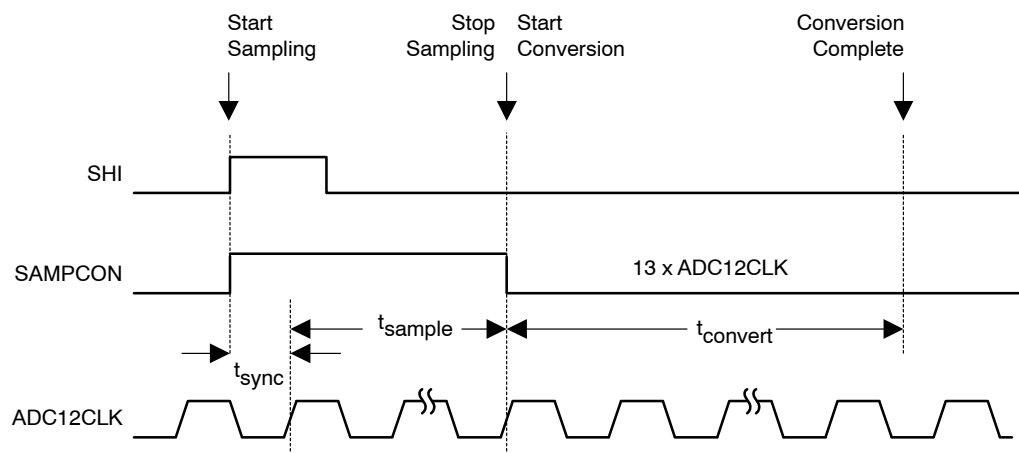 Start
Sampling
Stop
Sampling
Start
Conversion
Conversion
Complete
SHI
SAMPCON
13 x ADC12CLK
tsample
tconvert
tsync
ADC12CLK